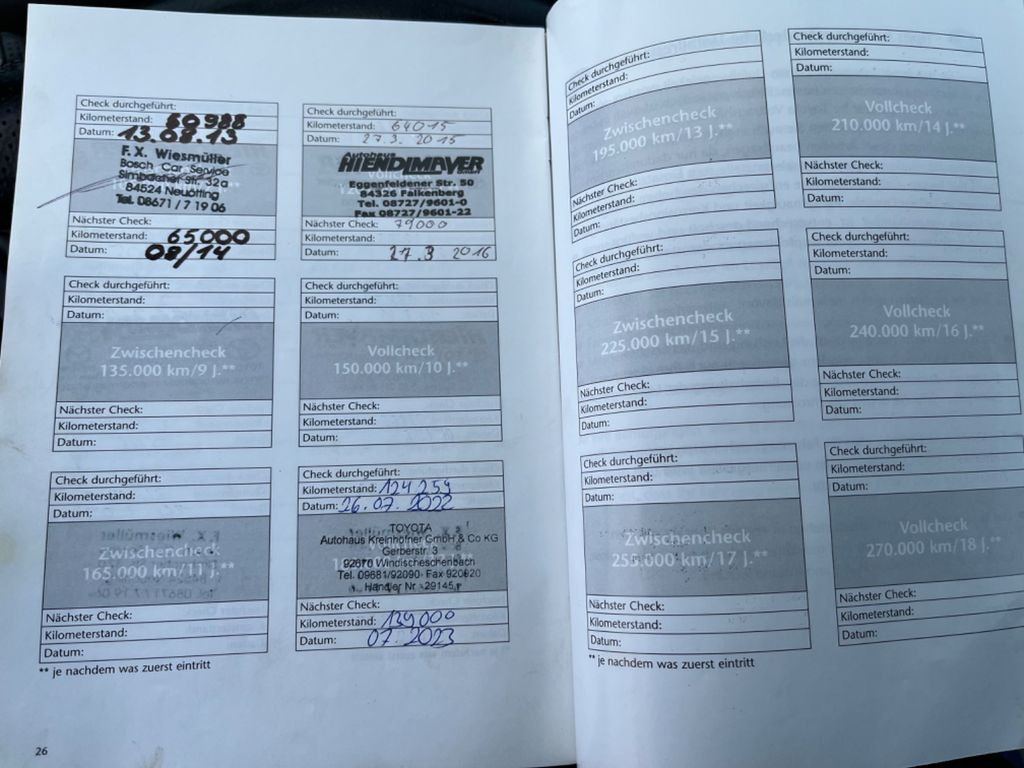 Check durchgeführt:
Kilometerstand: 60988
Datum: 13.08.13
F. X. Wiesmüller
Bosch Car Service
Simbacher Str. 32a
84524 Neuötting
Tel. 08671 / 7 19 06
Nächster Check:
Kilometerstand: 65000
Datum: 08/14
Check durchgeführt:
Kilometerstand: 64015
Datum: 27.3. 2015
Eggenfeldener Str. 50
84326 Falkenberg
Tel. 08727/9601-0
Fax 08727/9601-22
Nächster Check: 79000
Kilometerstand:
Datum: 27.3 2016
Check durchgeführt:
Kilometerstand:
Datum:
Zwischencheck
135.000 km/9 J.**
Nächster Check:
Kilometerstand:
Datum:
Check durchgeführt:
Kilometerstand:
Datum:
Vollcheck
150.000 km/10 J.**
Nächster Check:
Kilometerstand:
Datum:
Check durchgeführt:
Kilometerstand:
Datum:
Zwischencheck
165.000 km/11 J.**
Nächster Check:
Kilometerstand:
Datum:
Check durchgeführt:
Kilometerstand: 124 259
Datum: 26.07. 2022
TOYOTA
Autohaus Kreinhofner GmbH & Co KG
Gerberstr. 3
92670 Windischeschenbach
Tel. 09681/92090 Fax 920920
Händler Nr. 29145
Nächster Check:
Kilometerstand: 139000
Datum: 07. 2023
** je nachdem was zuerst eintritt
26
Check durchgeführt:
Kilometerstand:
Datum:
Zwischencheck
195.000 km/13 J.**
Nächster Check:
Kilometerstand:
Datum:
Check durchgeführt:
Kilometerstand:
Datum:
Vollcheck
210.000 km/14 J.**
Nächster Check:
Kilometerstand:
Datum:
Check durchgeführt:
Kilometerstand:
Datum:
Zwischencheck
225.000 km/15 J.**
Nächster Check:
Kilometerstand:
Datum:
Check durchgeführt:
Kilometerstand:
Datum:
Vollcheck
240.000 km/16 J.**
Nächster Check:
Kilometerstand:
Datum:
Check durchgeführt:
Kilometerstand:
Datum:
Zwischencheck
255.000 km/17 J.**
Nächster Check:
Kilometerstand:
Datum:
Check durchgeführt:
Kilometerstand:
Datum:
Vollcheck
270.000 km/18 J.**
Nächster Check:
Kilometerstand:
Datum:
** je nachdem was zuerst eintritt